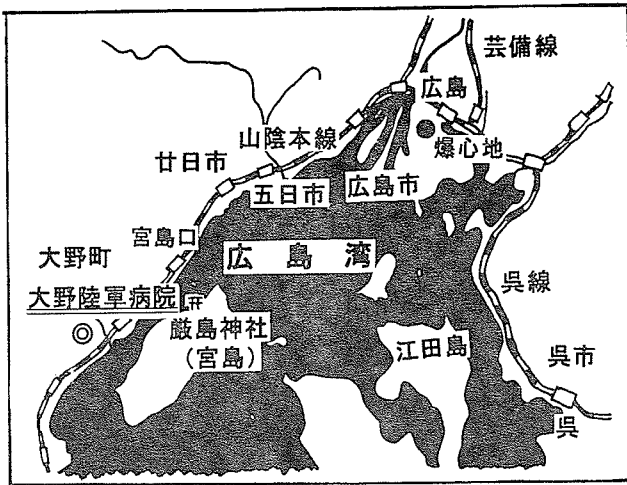 芸備線
広島
爆心地
山陰本線
廿日市
五日市
広島市
宮島口
広島湾
大野町
大野陸軍病院
厳島神社
(宮島)
江田島
呉線
呉市
呉